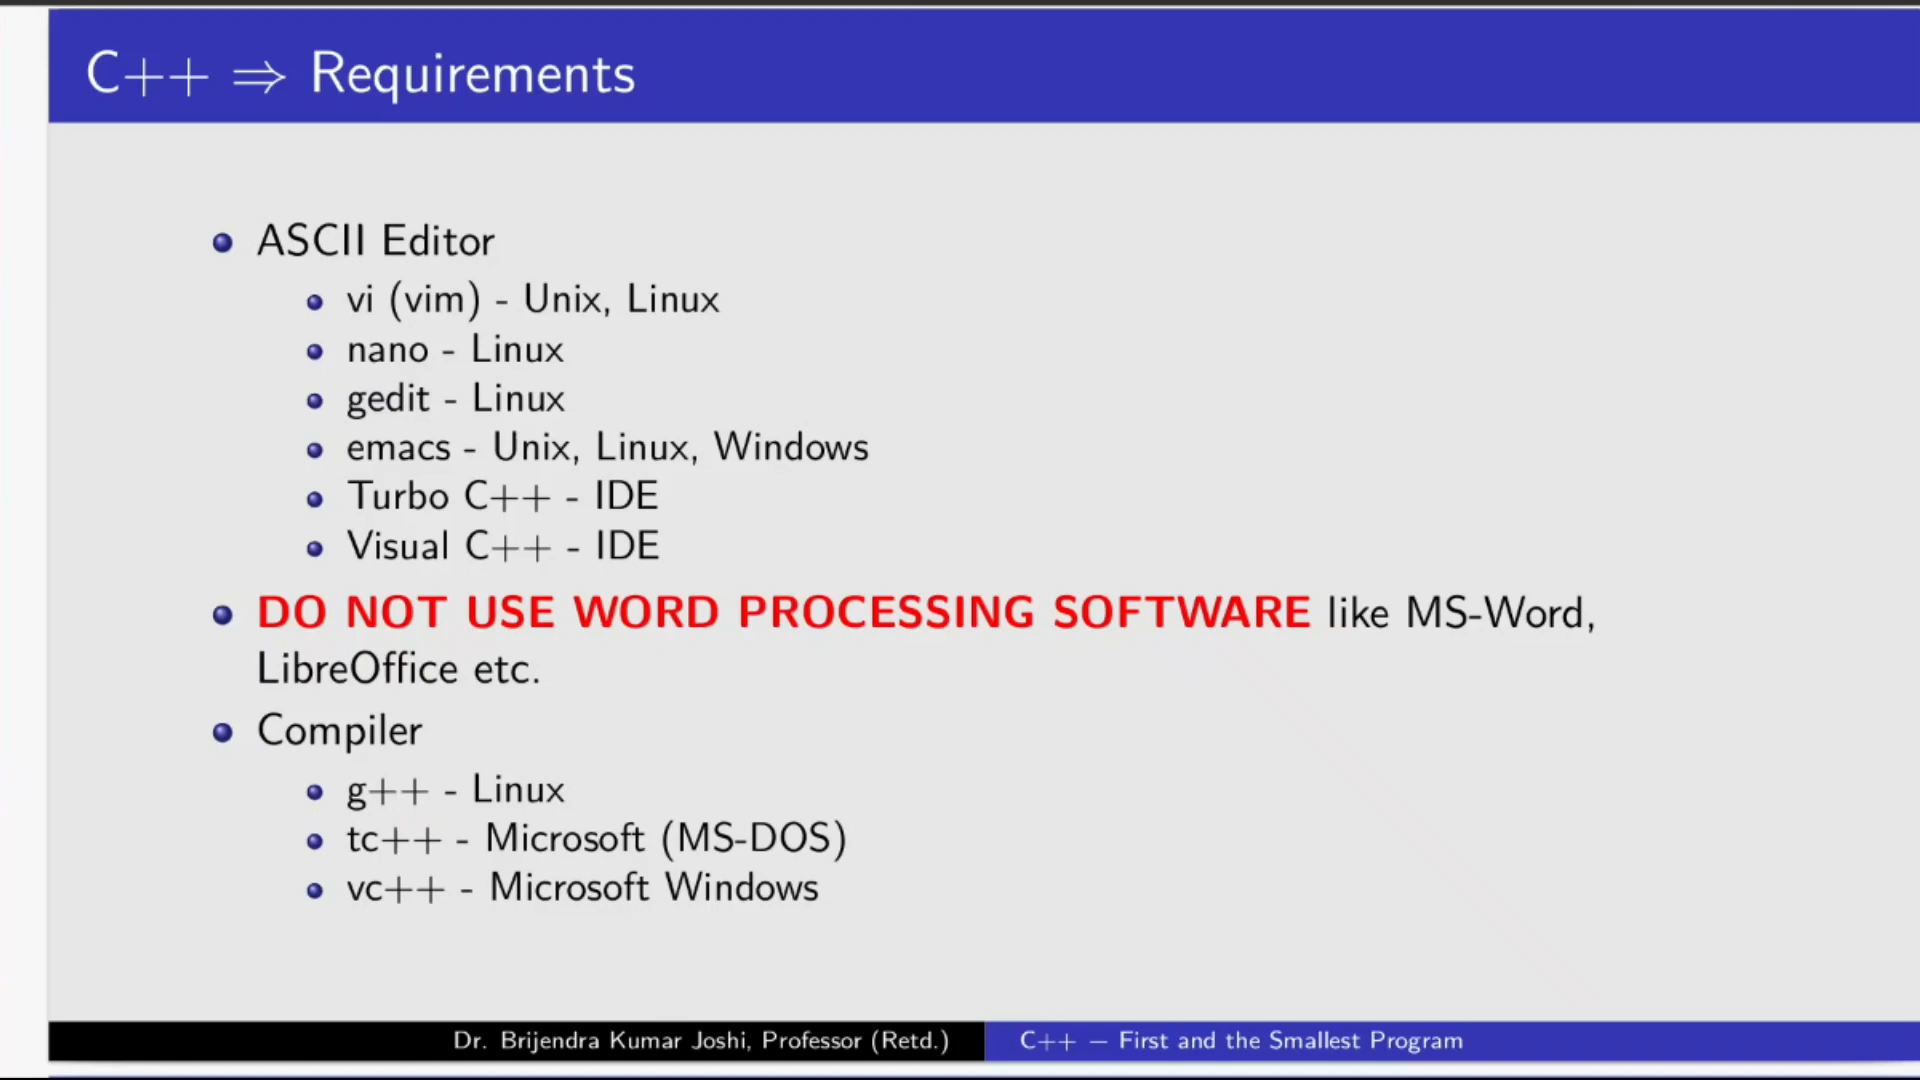 C++ ⇒ Requirements
ASCII Editor
vi (vim) - Unix, Linux
nano - Linux
gedit - Linux
emacs - Unix, Linux, Windows
Turbo C++ - IDE
Visual C++ - IDE
DO NOT USE WORD PROCESSING SOFTWARE like MS-Word,
LibreOffice etc.
Compiler
g++ - Linux
tc++ - Microsoft (MS-DOS)
vc++ - Microsoft Windows
Dr. Brijendra Kumar Joshi, Professor (Retd.)
C++ — First and the Smallest Program